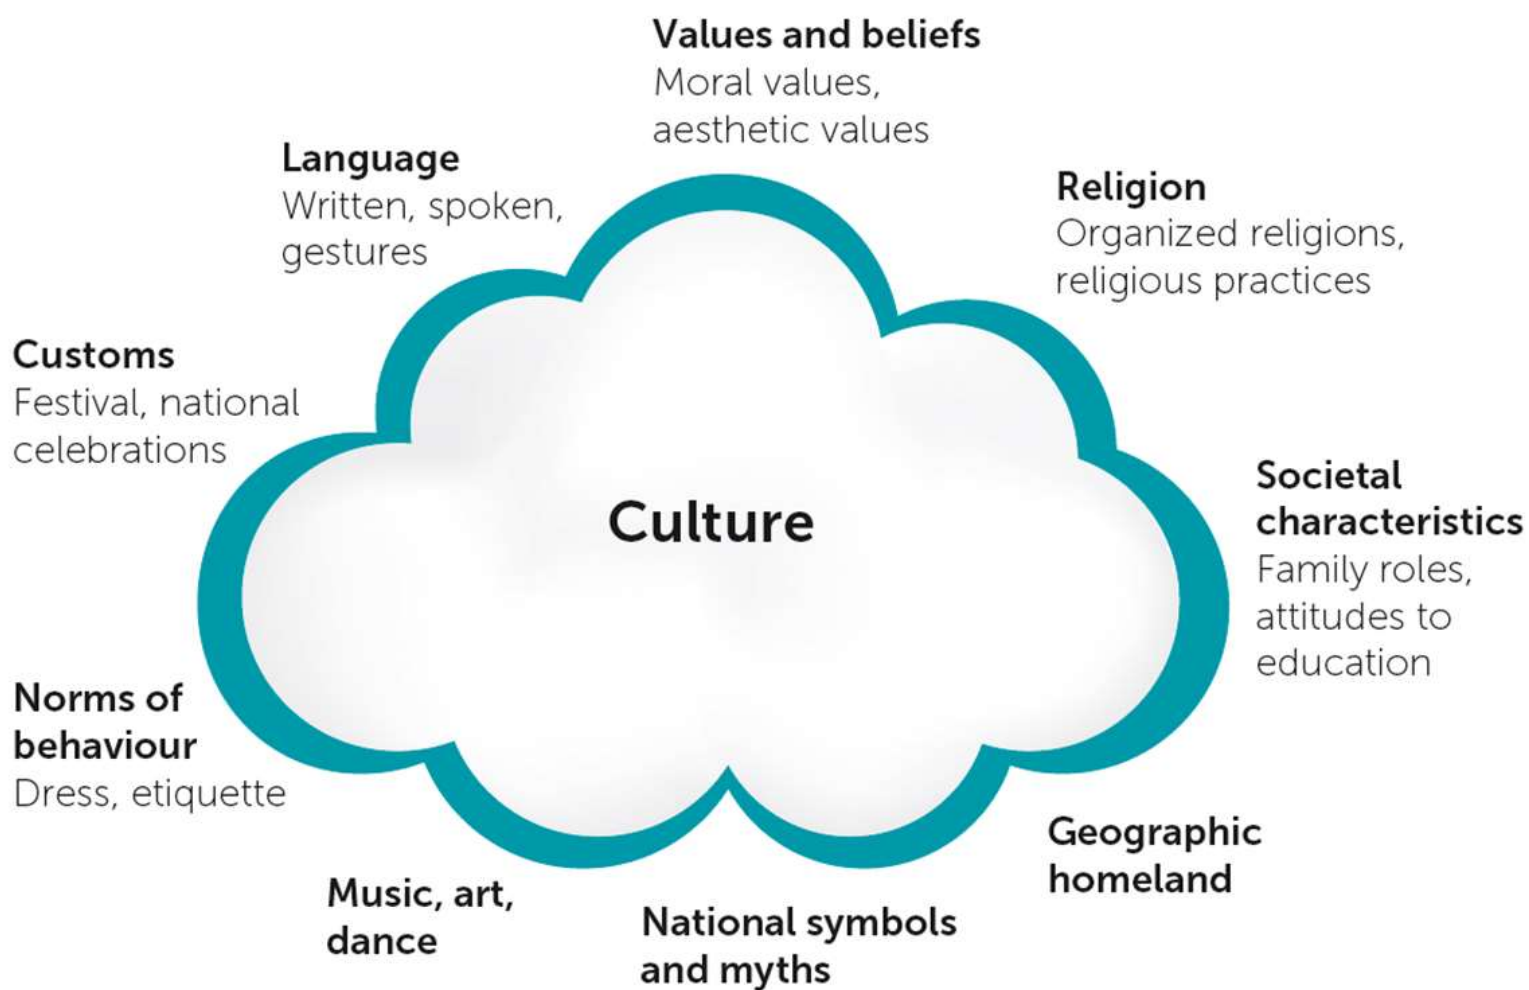 Values and beliefs
Moral values,
aesthetic values
Language
Written, spoken,
gestures
Religion
Organized religions,
religious practices
Customs
Festival, national
celebrations
Culture
Societal
characteristics
Family roles,
attitudes to
education
Norms of
behaviour
Dress, etiquette
Geographic
homeland
Music, art,
dance
National symbols
and myths